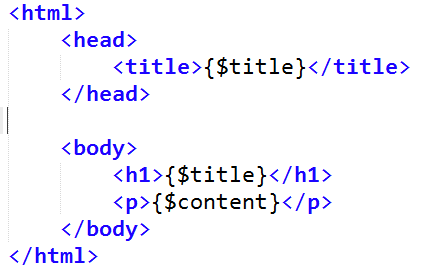 <html>
<head>
<title>{$title}</title>
</head>
<body>
<h1>{$title}</h1>
<p>{$content}</p>
</body>
</html>